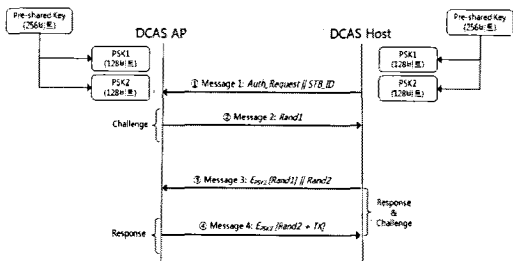 Pre-shared Key
(256비트)
DCAS AP
DCAS Host
Pre-shared Key
(256비트)
PSK1
(128비트)
PSK2
(128비트)
PSK1
(128비트)
PSK2
(128비트)
① Message 1: Auth_Request || STB_ID
Challenge
② Message 2: Rand1
③ Message 3: E [Rand1] || Rand2
Response
&
Challenge
Response
④ Message 4: E [Rand2 + TK]